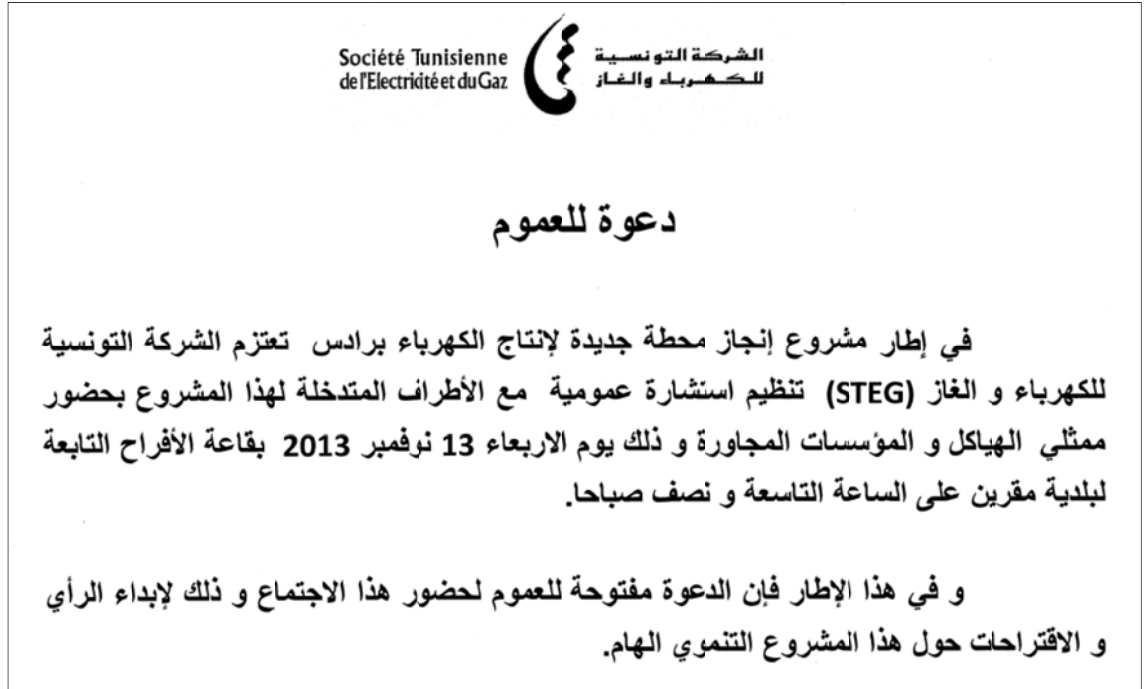 Société Tunisienne
de l'Electricité et du Gaz
الشركة التونسية
للكهرباء والغاز
دعوة للعموم
في إطار مشروع إنجاز محطة جديدة لإنتاج الكهرباء برادس تعتزم الشركة التونسية
للكهرباء و الغاز (STEG) تنظيم استشارة عمومية مع الأطراف المتدخلة لهذا المشروع بحضور
ممثلي الهياكل و المؤسسات المجاورة و ذلك يوم الاربعاء 13 نوفمبر 2013 بقاعة الأفراح التابعة
لبلدية مقرين على الساعة التاسعة و نصف صباحا.
و في هذا الإطار فإن الدعوة مفتوحة للعموم لحضور هذا الاجتماع و ذلك لإبداء الرأي
و الاقتراحات حول هذا المشروع التنموي الهام.